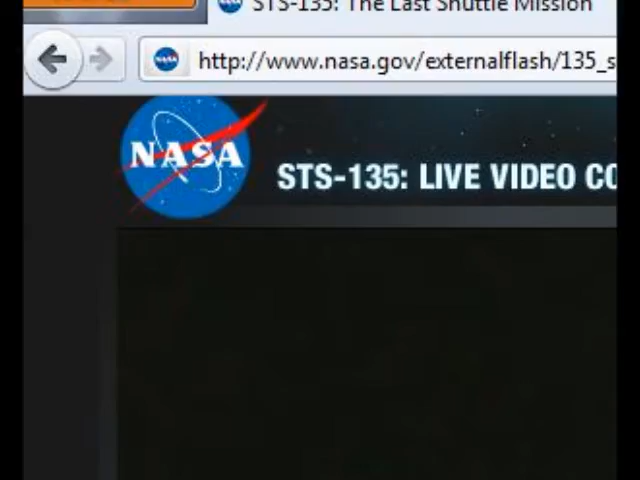 STS-135: The Last Shuttle Mission
http://www.nasa.gov/externalflash/135_s
NASA
STS-135: LIVE VIDEO CO